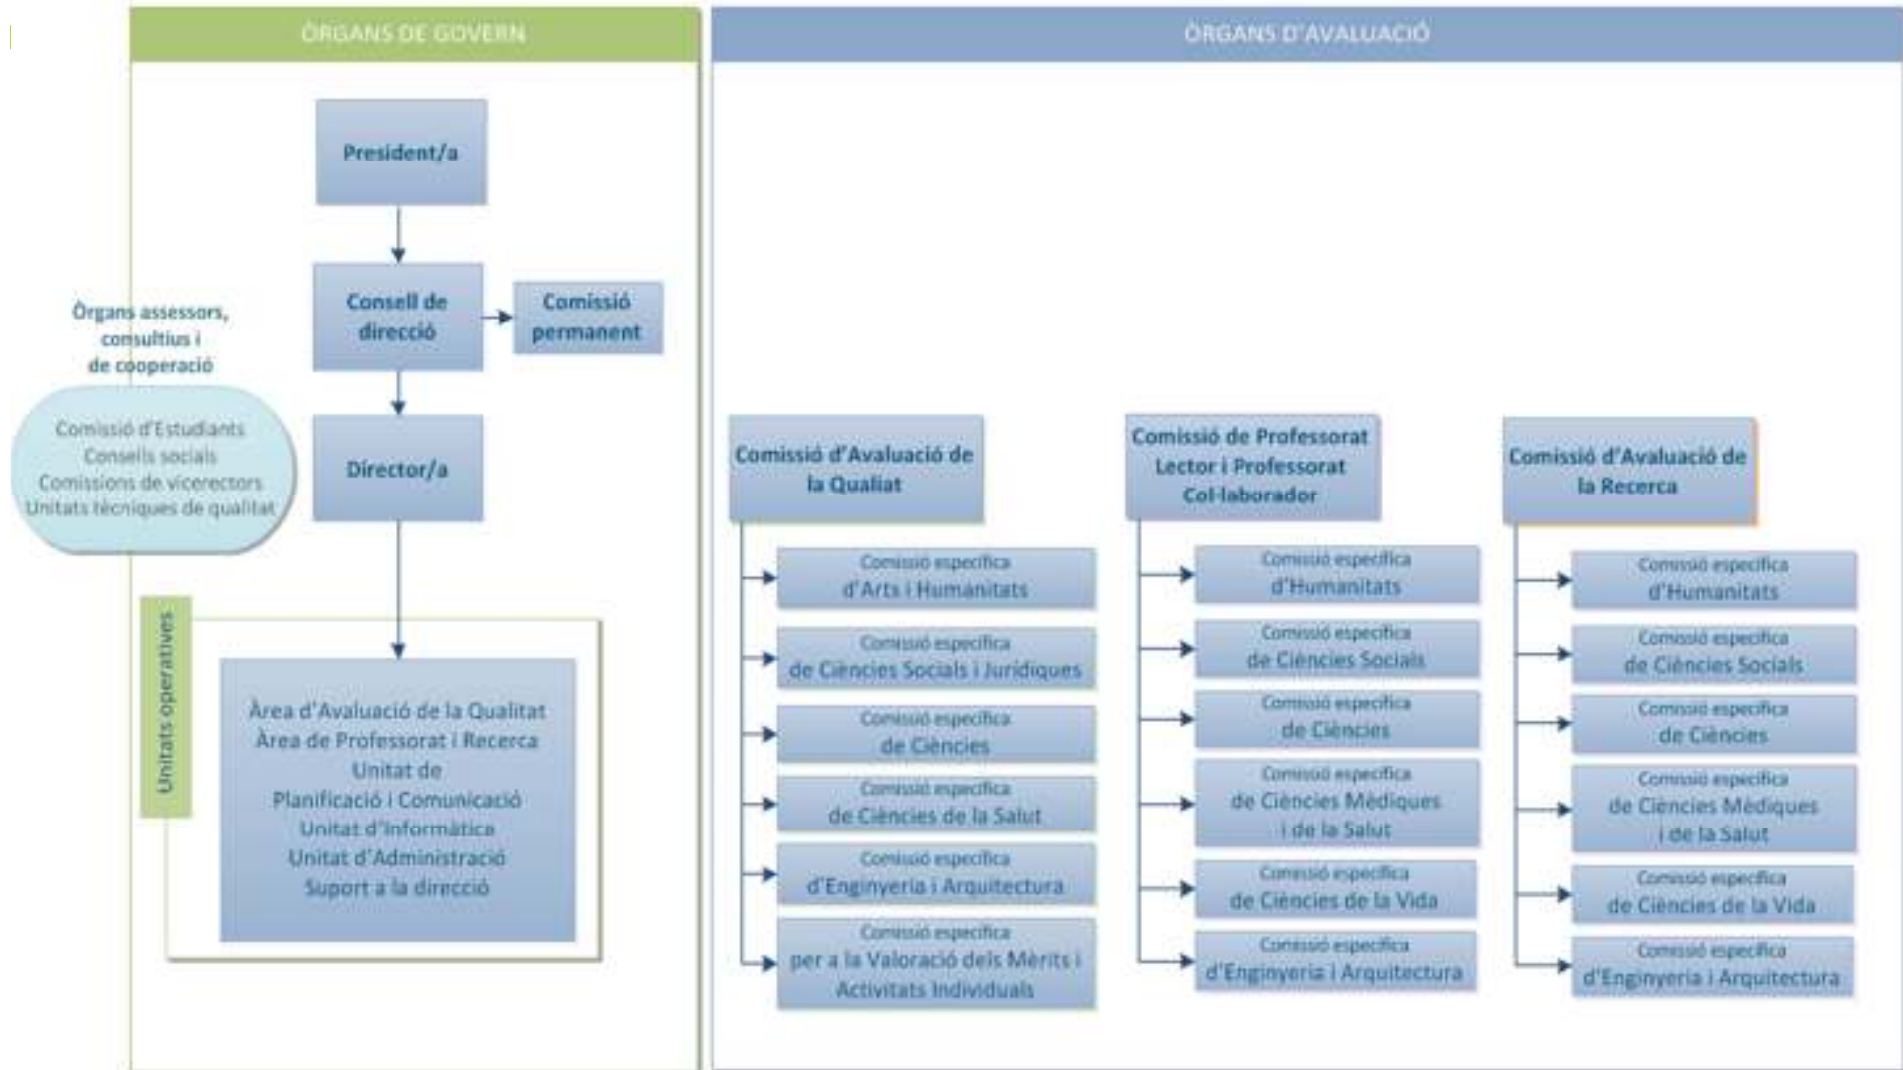 ÒRGANS DE GOVERN
President/a
Consell de
direcció
Comissió
permanent
Director/a
Òrgans assessors,
consultius i
de cooperació
Comissió d'Estudiants
Consells socials
Comissions de vicerectors
Unitats tècniques de qualitat
Unitats operatives
Àrea d'Avaluació de la Qualitat
Àrea de Professorat i Recerca
Unitat de
Planificació i Comunicació
Unitat d'Informàtica
Unitat d'Administració
Suport a la direcció
ÒRGANS D'AVALUACIÓ
Comissió d'Avaluació de
la Qualiat
Comissió específica
d'Arts i Humanitats
Comissió específica
de Ciències Socials i Jurídiques
Comissió específica
de Ciències
Comissió específica
de Ciències de la Salut
Comissió específica
d'Enginyeria i Arquitectura
Comissió específica
per a la Valoració dels Mèrits i
Activitats Individuals
Comissió de Professorat
Lector i Professorat
Col·laborador
Comissió específica
d'Humanitats
Comissió específica
de Ciències Socials
Comissió específica
de Ciències
Comissió específica
de Ciències Mèdiques
i de la Salut
Comissió específica
de Ciències de la Vida
Comissió específica
d'Enginyeria i Arquitectura
Comissió d'Avaluació de
la Recerca
Comissió específica
d'Humanitats
Comissió específica
de Ciències Socials
Comissió específica
de Ciències
Comissió específica
de Ciències Mèdiques
i de la Salut
Comissió específica
de Ciències de la Vida
Comissió específica
d'Enginyeria i Arquitectura